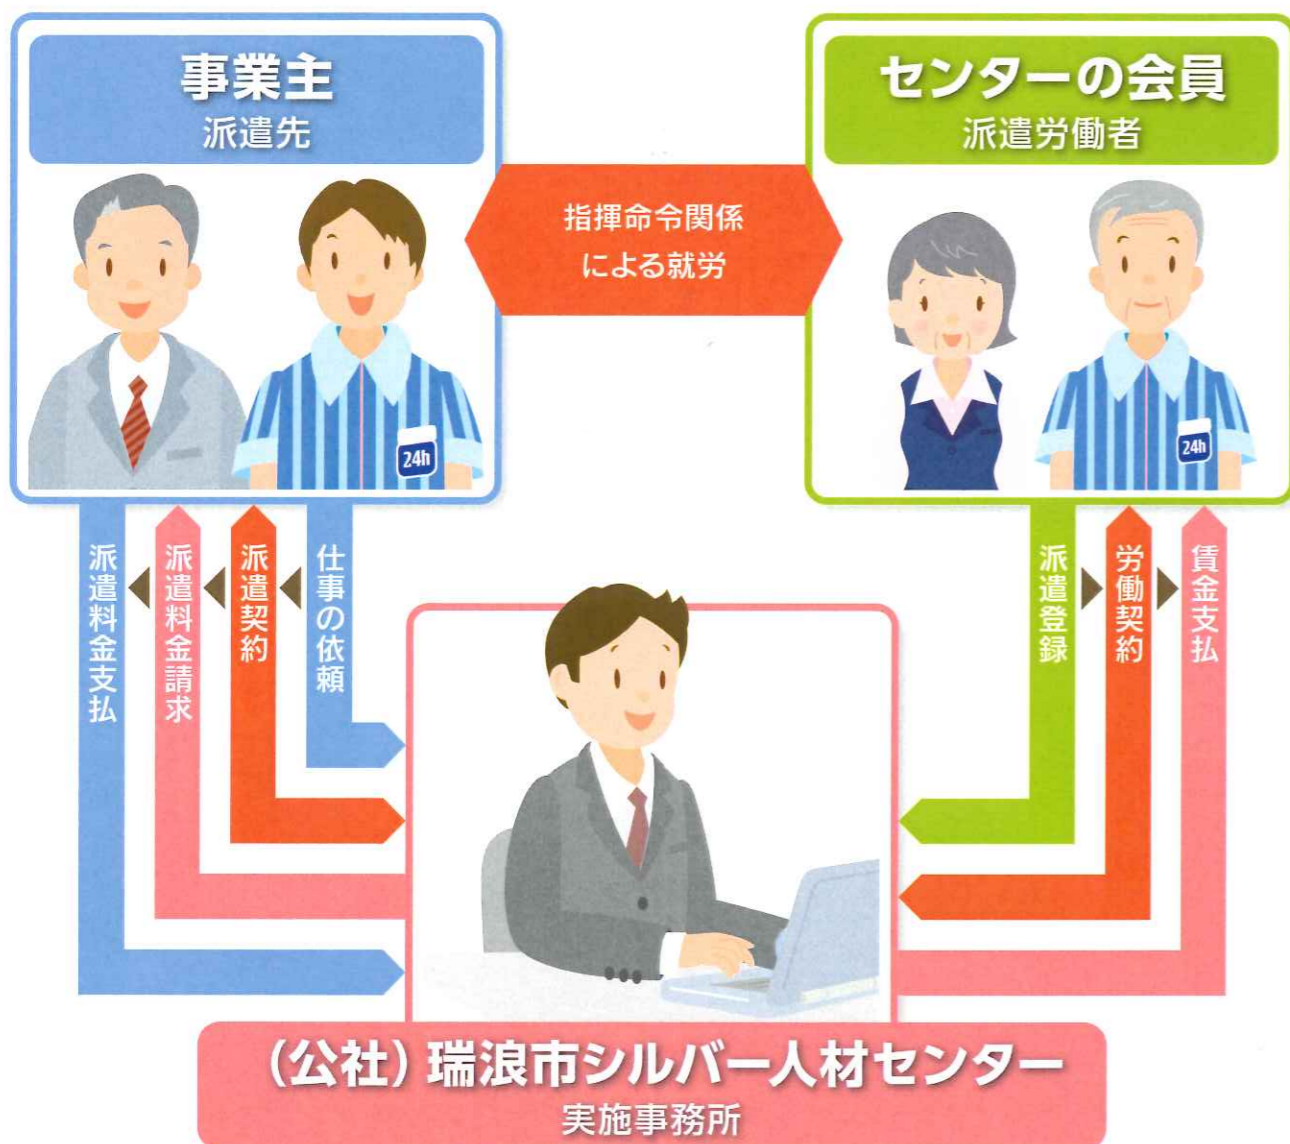 事業主
派遣先
センターの会員
派遣労働者
指揮命令関係
による就労
24h
24h
派遣料金支払
派遣料金請求
派遣契約
仕事の依頼
派遣登録
労働契約
賃金支払
(公社)瑞浪市シルバー人材センター
実施事務所